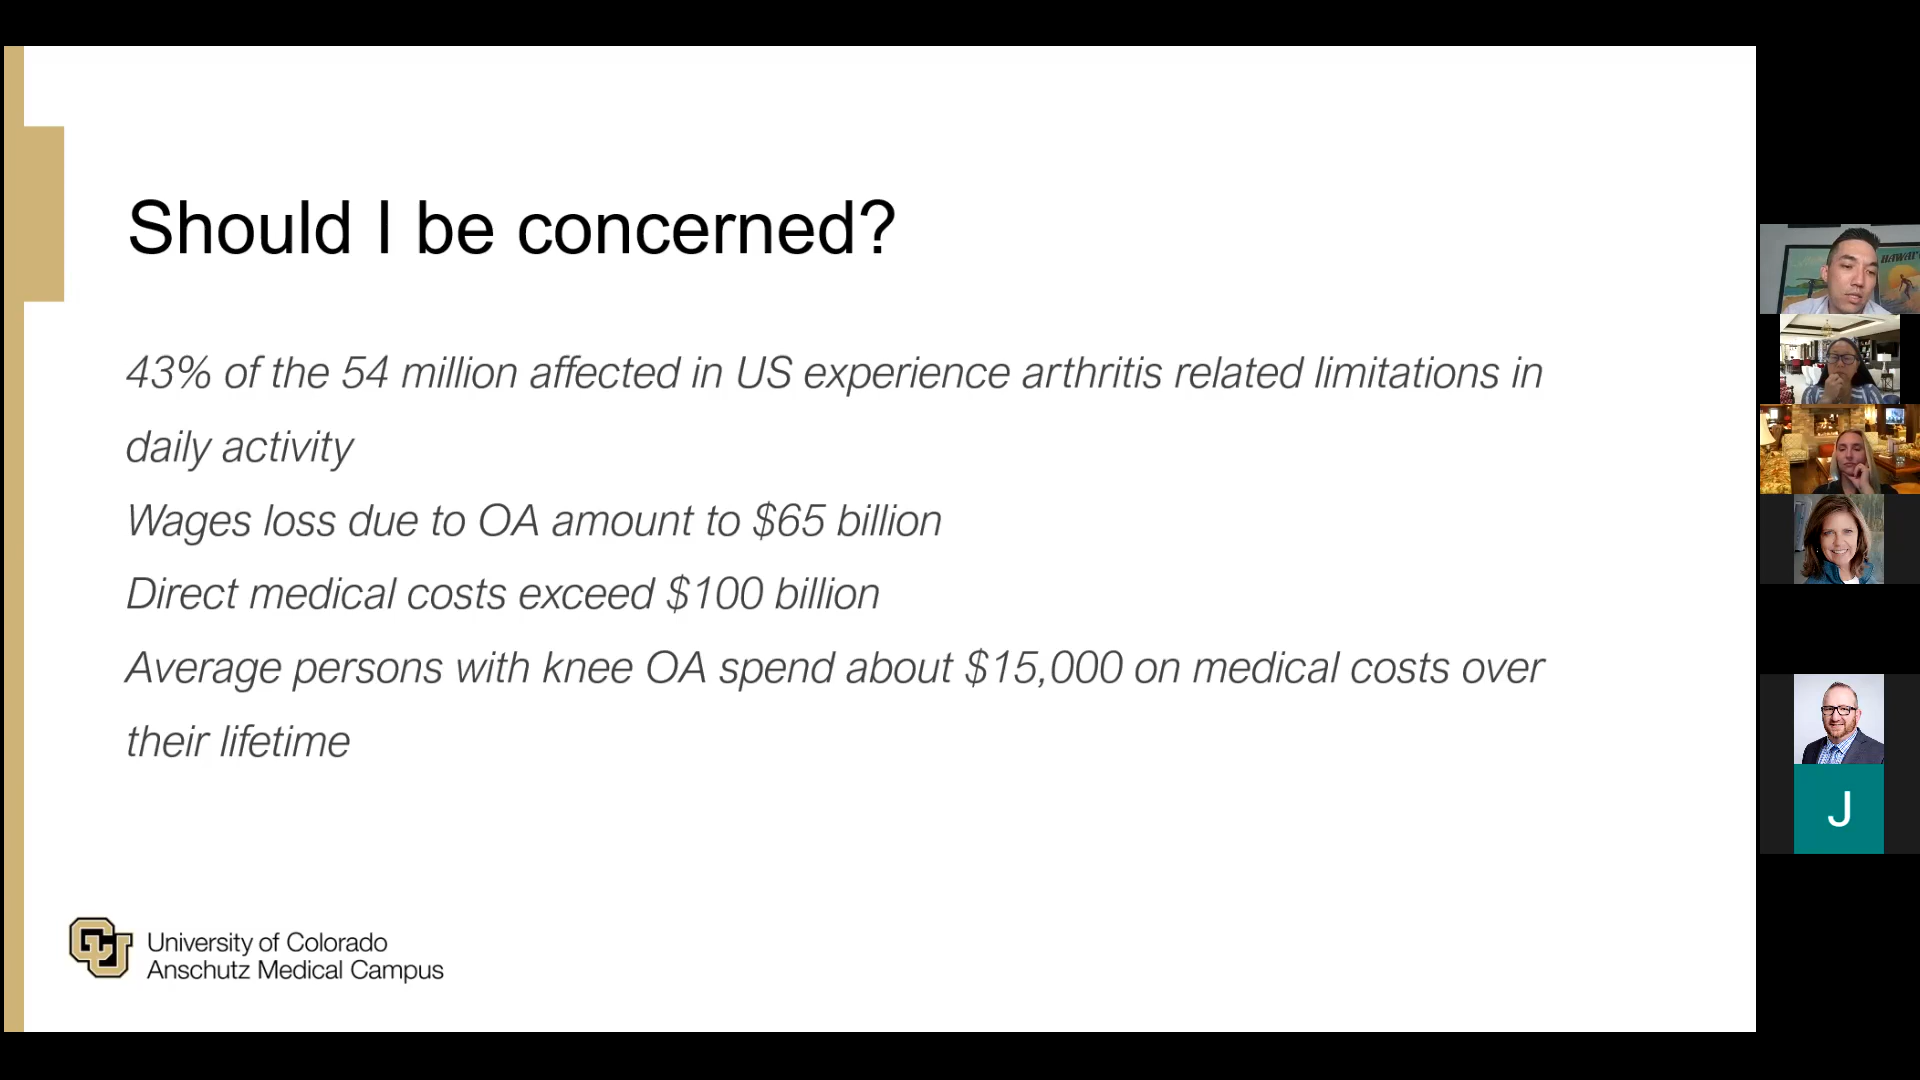 Should I be concerned?
43% of the 54 million affected in US experience arthritis related limitations in
daily activity
Wages loss due to OA amount to $65 billion
Direct medical costs exceed $100 billion
Average persons with knee OA spend about $15,000 on medical costs over
their lifetime
CU
University of Colorado
Anschutz Medical Campus
J